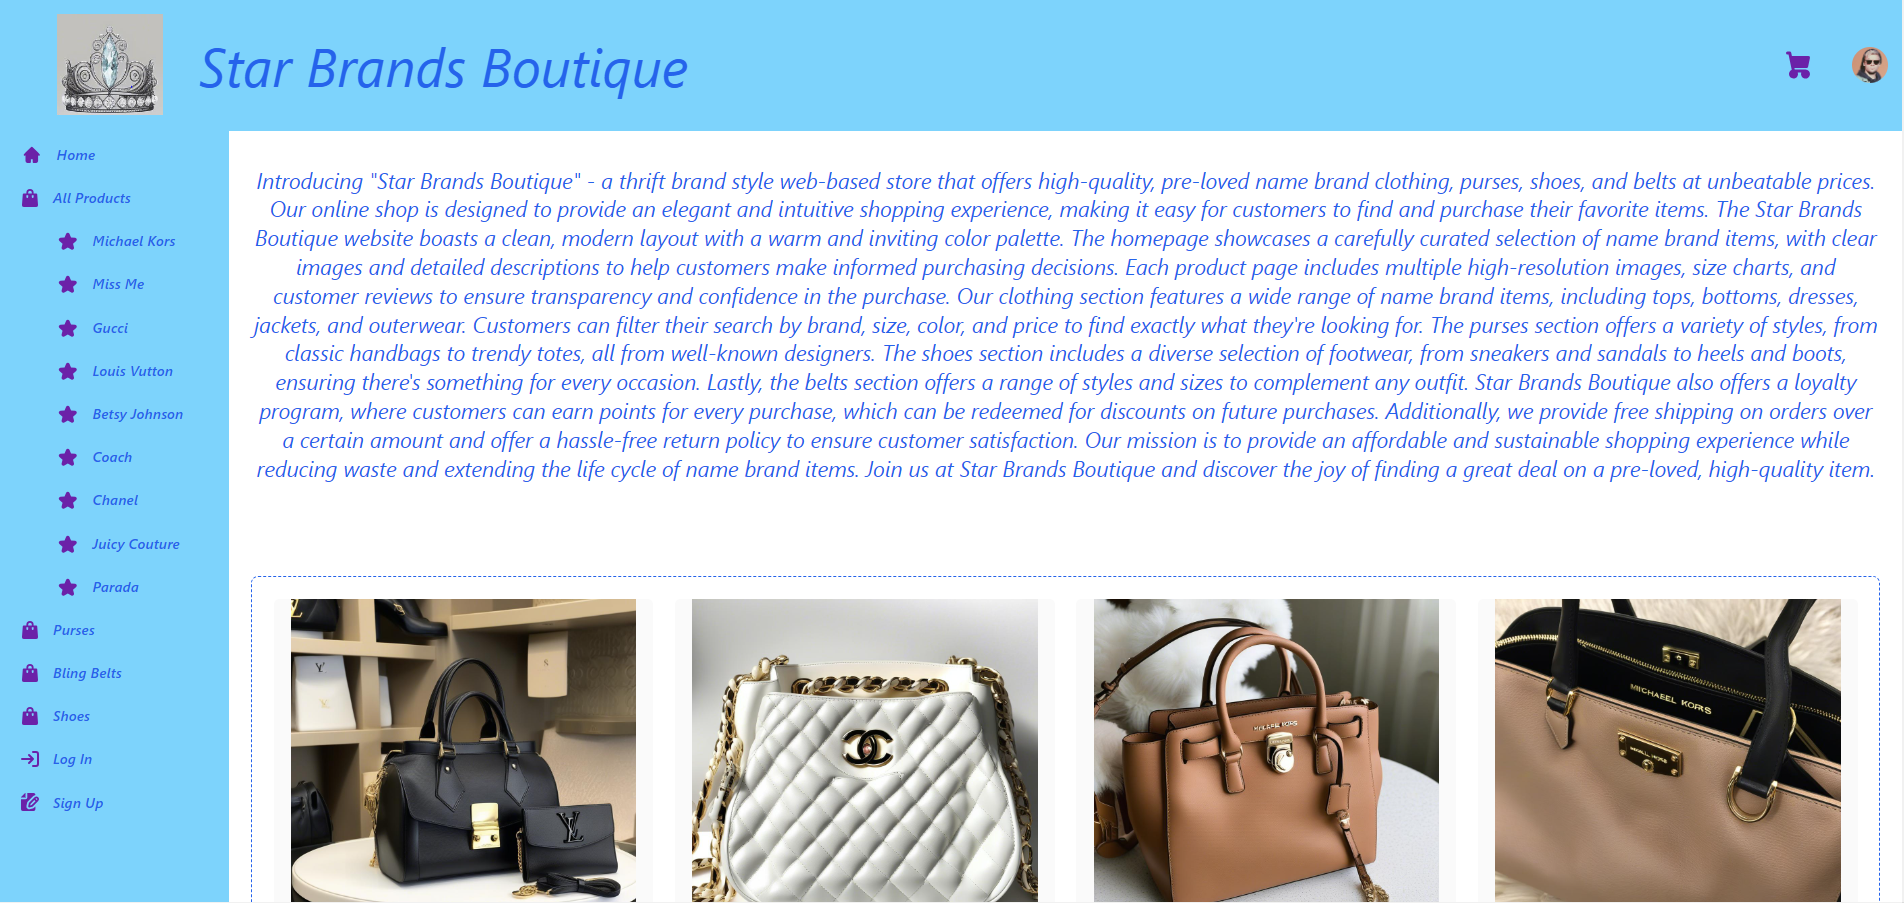 Star Brands Boutique
Home
All Products
Michael Kors
Miss Me
Gucci
Louis Vutton
Betsy Johnson
Coach
Chanel
Juicy Couture
Parada
Purses
Bling Belts
Shoes
Log In
Sign Up
Introducing "Star Brands Boutique" - a thrift brand style web-based store that offers high-quality, pre-loved name brand clothing, purses, shoes, and belts at unbeatable prices.
Our online shop is designed to provide an elegant and intuitive shopping experience, making it easy for customers to find and purchase their favorite items. The Star Brands
Boutique website boasts a clean, modern layout with a warm and inviting color palette. The homepage showcases a carefully curated selection of name brand items, with clear
images and detailed descriptions to help customers make informed purchasing decisions. Each product page includes multiple high-resolution images, size charts, and
customer reviews to ensure transparency and confidence in the purchase. Our clothing section features a wide range of name brand items, including tops, bottoms, dresses,
jackets, and outerwear. Customers can filter their search by brand, size, color, and price to find exactly what they're looking for. The purses section offers a variety of styles, from
classic handbags to trendy totes, all from well-known designers. The shoes section includes a diverse selection of footwear, from sneakers and sandals to heels and boots,
ensuring there's something for every occasion. Lastly, the belts section offers a range of styles and sizes to complement any outfit. Star Brands Boutique also offers a loyalty
program, where customers can earn points for every purchase, which can be redeemed for discounts on future purchases. Additionally, we provide free shipping on orders over
a certain amount and offer a hassle-free return policy to ensure customer satisfaction. Our mission is to provide an affordable and sustainable shopping experience while
reducing waste and extending the life cycle of name brand items. Join us at Star Brands Boutique and discover the joy of finding a great deal on a pre-loved, high-quality item.
MICHAEEL KORS